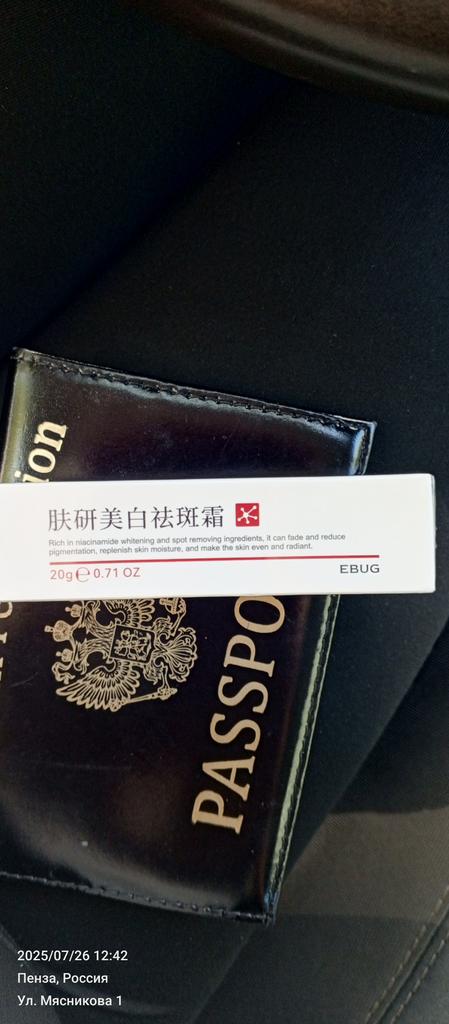 肤研美白祛斑霜
Rich in niacinamide whitening and spot removing ingredients, it can fade and reduce
pigmentation, replenish skin moisture, and make the skin even and radiant.
20g ℮ 0.71 OZ
EBUG
ion
PASSPO
2025/07/26 12:42
Пенза, Россия
Ул. Мясникова 1